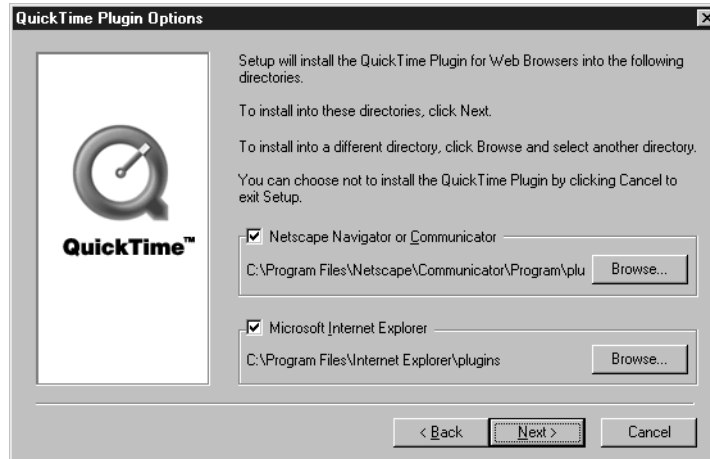 QuickTime Plugin Options
Setup will install the QuickTime Plugin for Web Browsers into the following
directories.
To install into these directories, click Next.
To install into a different directory, click Browse and select another directory.
You can choose not to install the QuickTime Plugin by clicking Cancel to
exit Setup.
QuickTime™
Netscape Navigator or Communicator
C:\Program Files\Netscape\Communicator\Program\plu
Browse...
Microsoft Internet Explorer
C:\Program Files\Internet Explorer\plugins
Browse...
< Back
Next >
Cancel